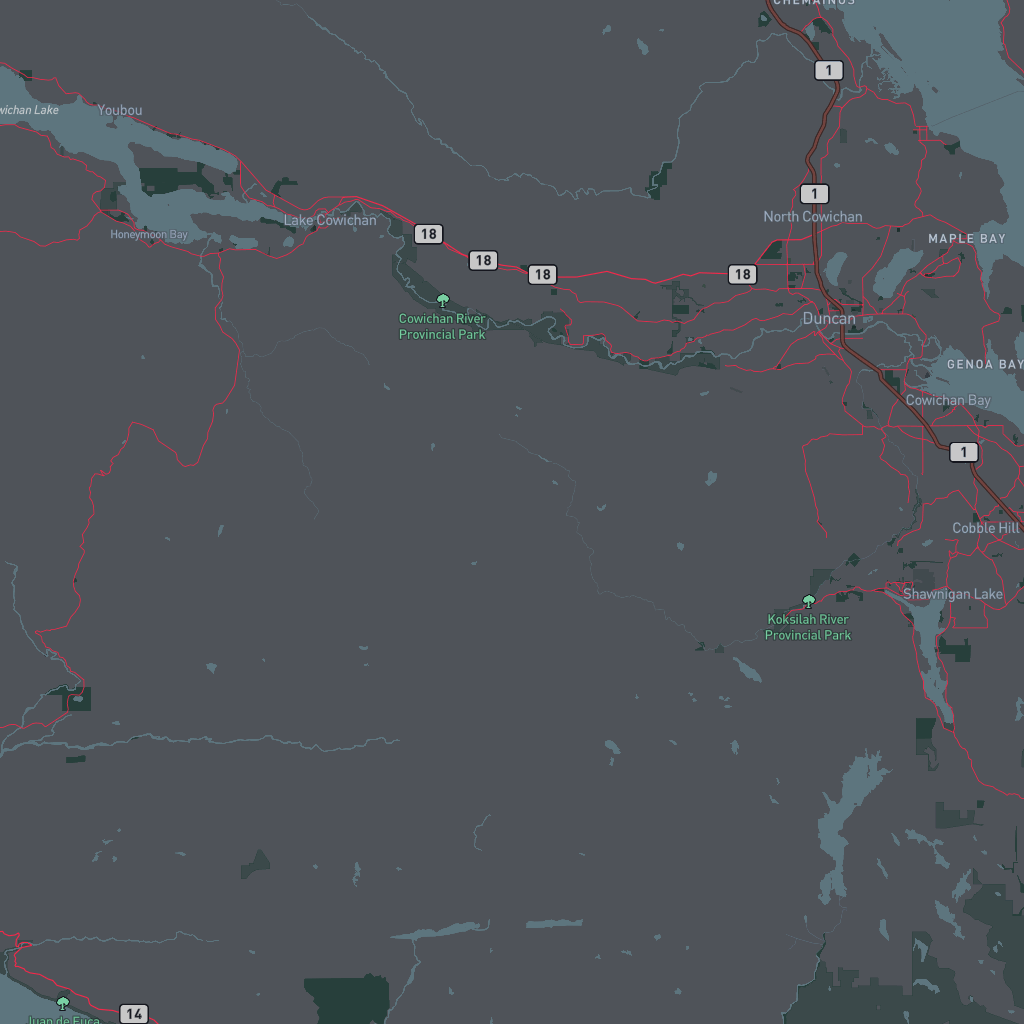 CHEMAINUS
1
wichan Lake
Youbou
1
North Cowichan
Lake Cowichan
Honeymoon Bay
18
MAPLE BAY
18
18
18
Cowichan River
Provincial Park
Duncan
GENOA BAY
Cowichan Bay
1
Cobble Hill
Shawnigan Lake
Koksilah River
Provincial Park
14
Juan de Fuca